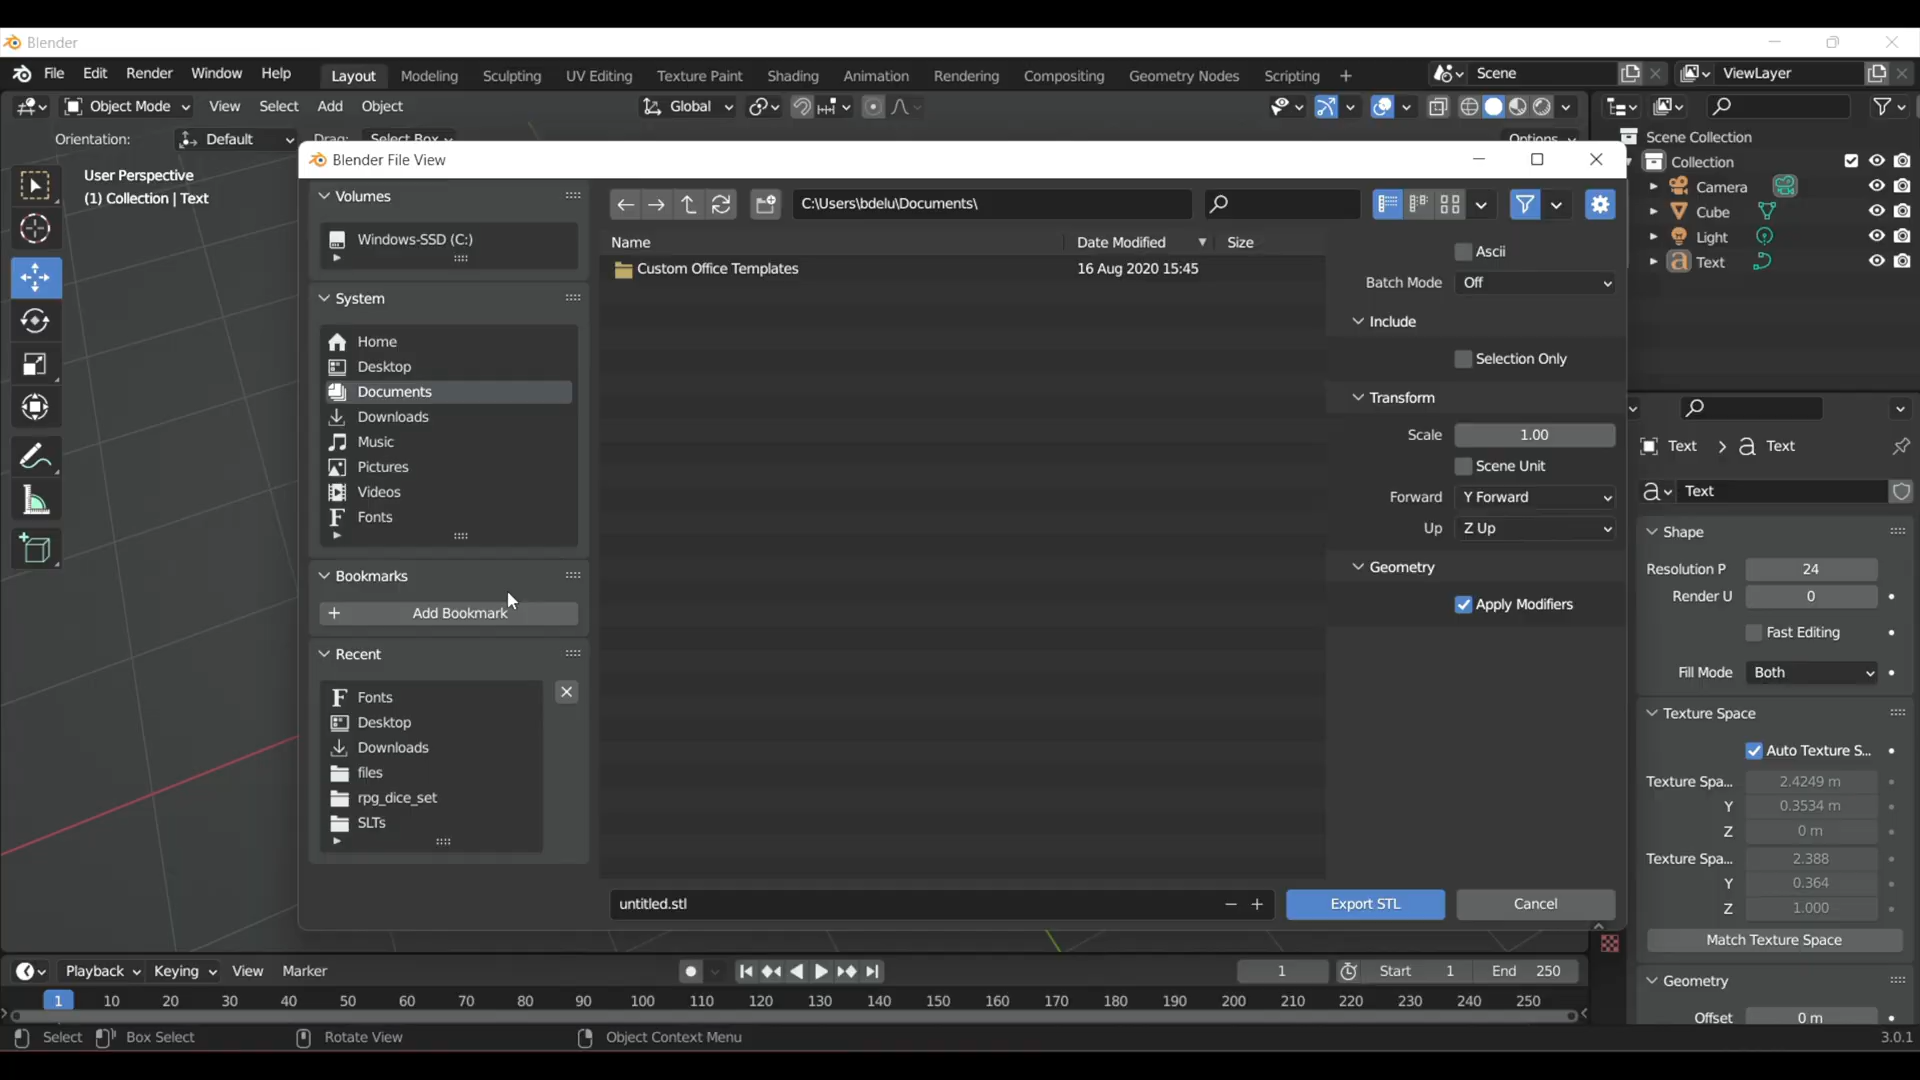 Blender
File Edit Render Window Help Layout Modeling Sculpting UV Editing Texture Paint Shading Animation Rendering Compositing Geometry Nodes Scripting + Scene ViewLayer
Object Mode View Select Add Object Global
Orientation: Default Drag: Select Box Options
User Perspective
(1) Collection | Text
Blender File View
Volumes
Windows-SSD (C:)
System
Home
Desktop
Documents
Downloads
Music
Pictures
Videos
Fonts
Bookmarks
+ Add Bookmark
Recent
Fonts
Desktop
Downloads
files
rpg_dice_set
SLTs
C:\Users\bdelu\Documents\
Name Date Modified Size
Custom Office Templates 16 Aug 2020 15:45
untitled.stl
Ascii
Batch Mode Off
Include
Selection Only
Transform
Scale 1.00
Scene Unit
Forward Y Forward
Up Z Up
Geometry
Apply Modifiers
Export STL Cancel
Scene Collection
Collection
Camera
Cube
Light
Text
Text > Text
Text
Shape
Resolution P 24
Render U 0
Fast Editing
Fill Mode Both
Texture Space
Auto Texture S...
Texture Spa... 2.4249 m
Y 0.3534 m
Z 0 m
Texture Spa... 2.388
Y 0.364
Z 1.000
Match Texture Space
Geometry
Offset 0 m
Playback Keying View Marker 1 Start 1 End 250
1 10 20 30 40 50 60 70 80 90 100 110 120 130 140 150 160 170 180 190 200 210 220 230 240 250
Select Box Select Rotate View Object Context Menu 3.0.1